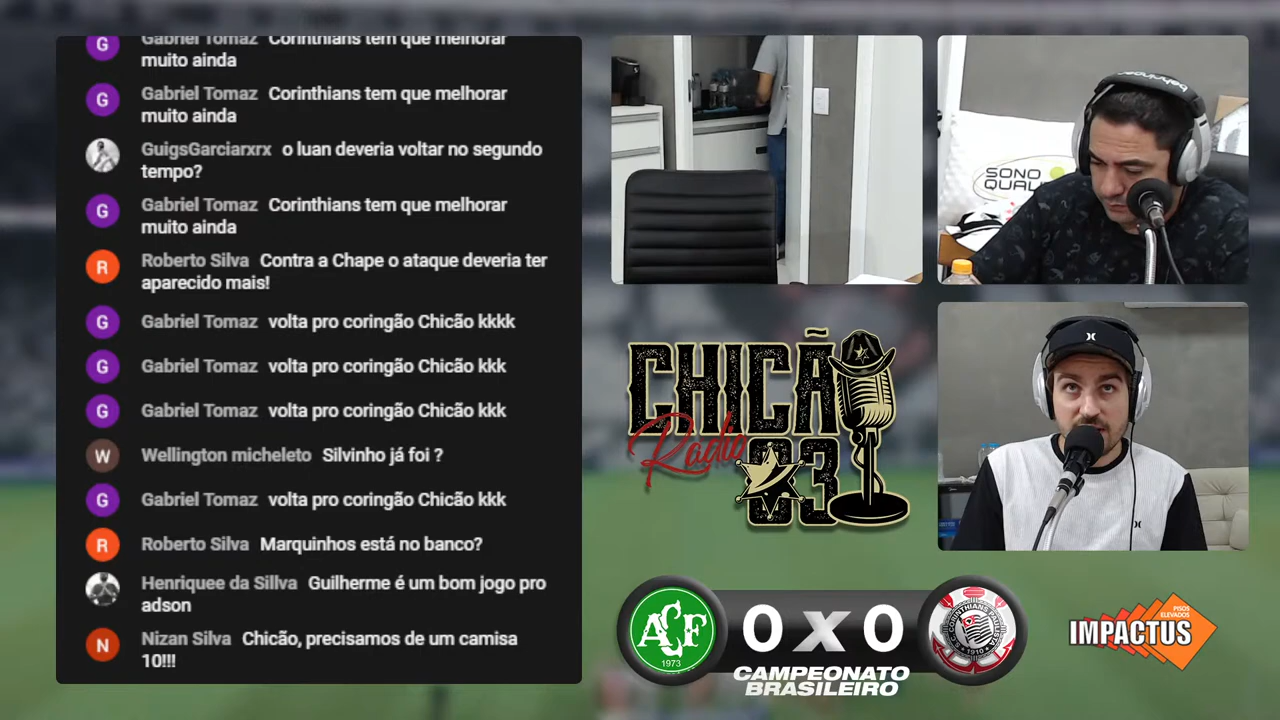 Gabriel Tomaz Corinthians tem que melhorar
muito ainda
Gabriel Tomaz Corinthians tem que melhorar
muito ainda
GuigsGarciarxrx o luan deveria voltar no segundo
tempo?
Gabriel Tomaz Corinthians tem que melhorar
muito ainda
Roberto Silva Contra a Chape o ataque deveria ter
aparecido mais!
Gabriel Tomaz volta pro coringão Chicão kkkk
Gabriel Tomaz volta pro coringão Chicão kkk
Gabriel Tomaz volta pro coringão Chicão kkk
Wellington micheleto Silvinho já foi ?
Gabriel Tomaz volta pro coringão Chicão kkk
Roberto Silva Marquinhos está no banco?
Henriquee da Sillva Guilherme é um bom jogo pro
adson
Nizan Silva Chicão, precisamos de um camisa
10!!!
G
G
G
R
G
G
G
W
G
R
N
SONO
CHICÃO
Radio
03
ACF
1973
0 X 0
1910
CAMPEONATO
BRASILEIRO
PISOS
ELEVADOS
IMPACTUS